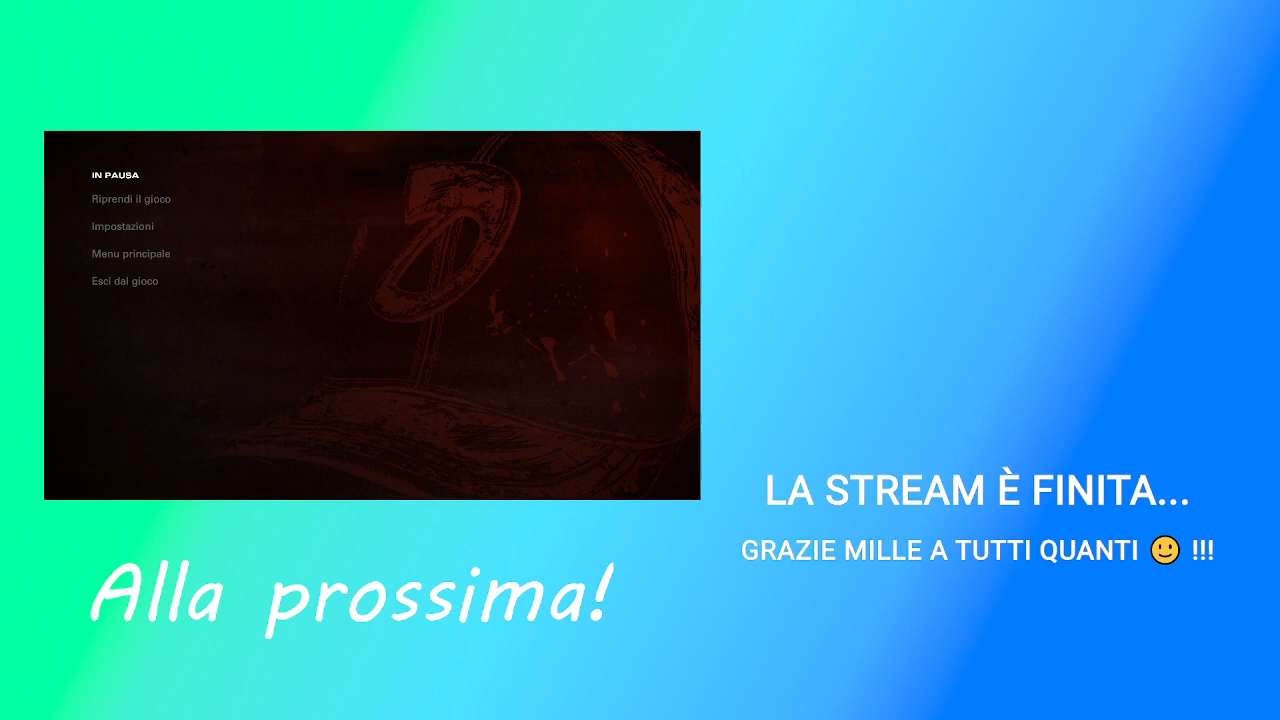 IN PAUSA
Riprendi il gioco
Impostazioni
Menu principale
Esci dal gioco
LA STREAM È FINITA...
GRAZIE MILLE A TUTTI QUANTI 🙂 !!!
Alla prossima!